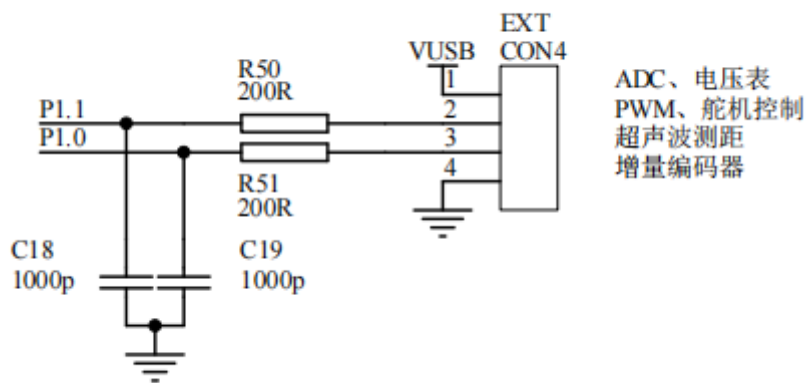 EXT
VUSB CON4
R50
200R
1
ADC、电压表
P1.1
2
PWM、舵机控制
P1.0
3
超声波测距
4
增量编码器
R51
200R
C18
1000p
C19
1000p